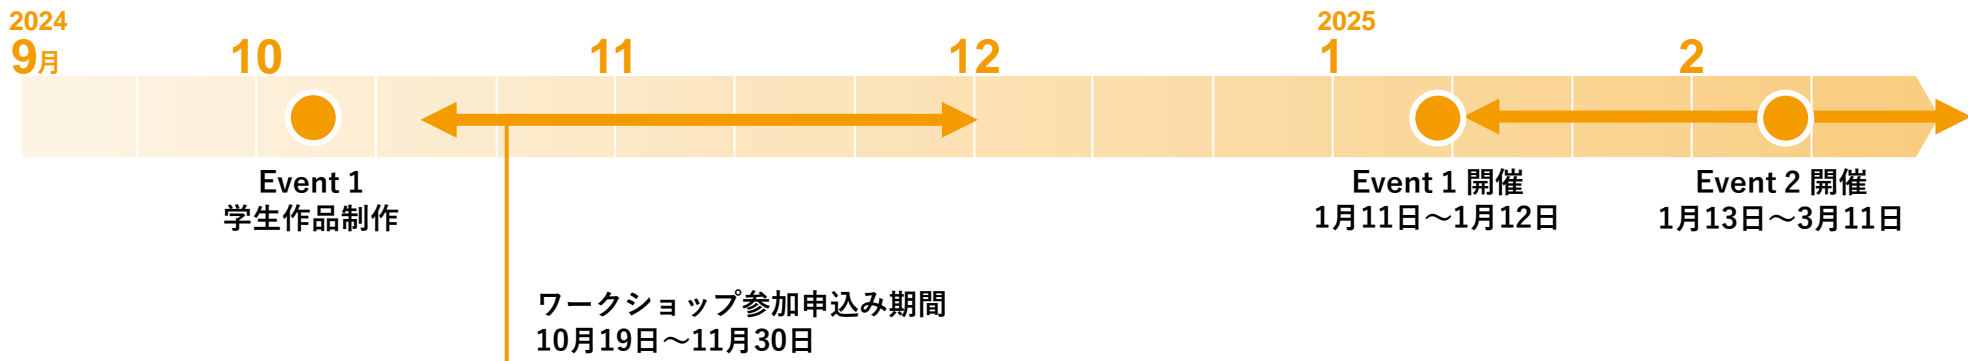 2024
9月
10
11
12
2025
1
2
Event 1
学生作品制作
Event 1 開催
1月11日～1月12日
Event 2 開催
1月13日～3月11日
ワークショップ参加申込み期間
10月19日～11月30日